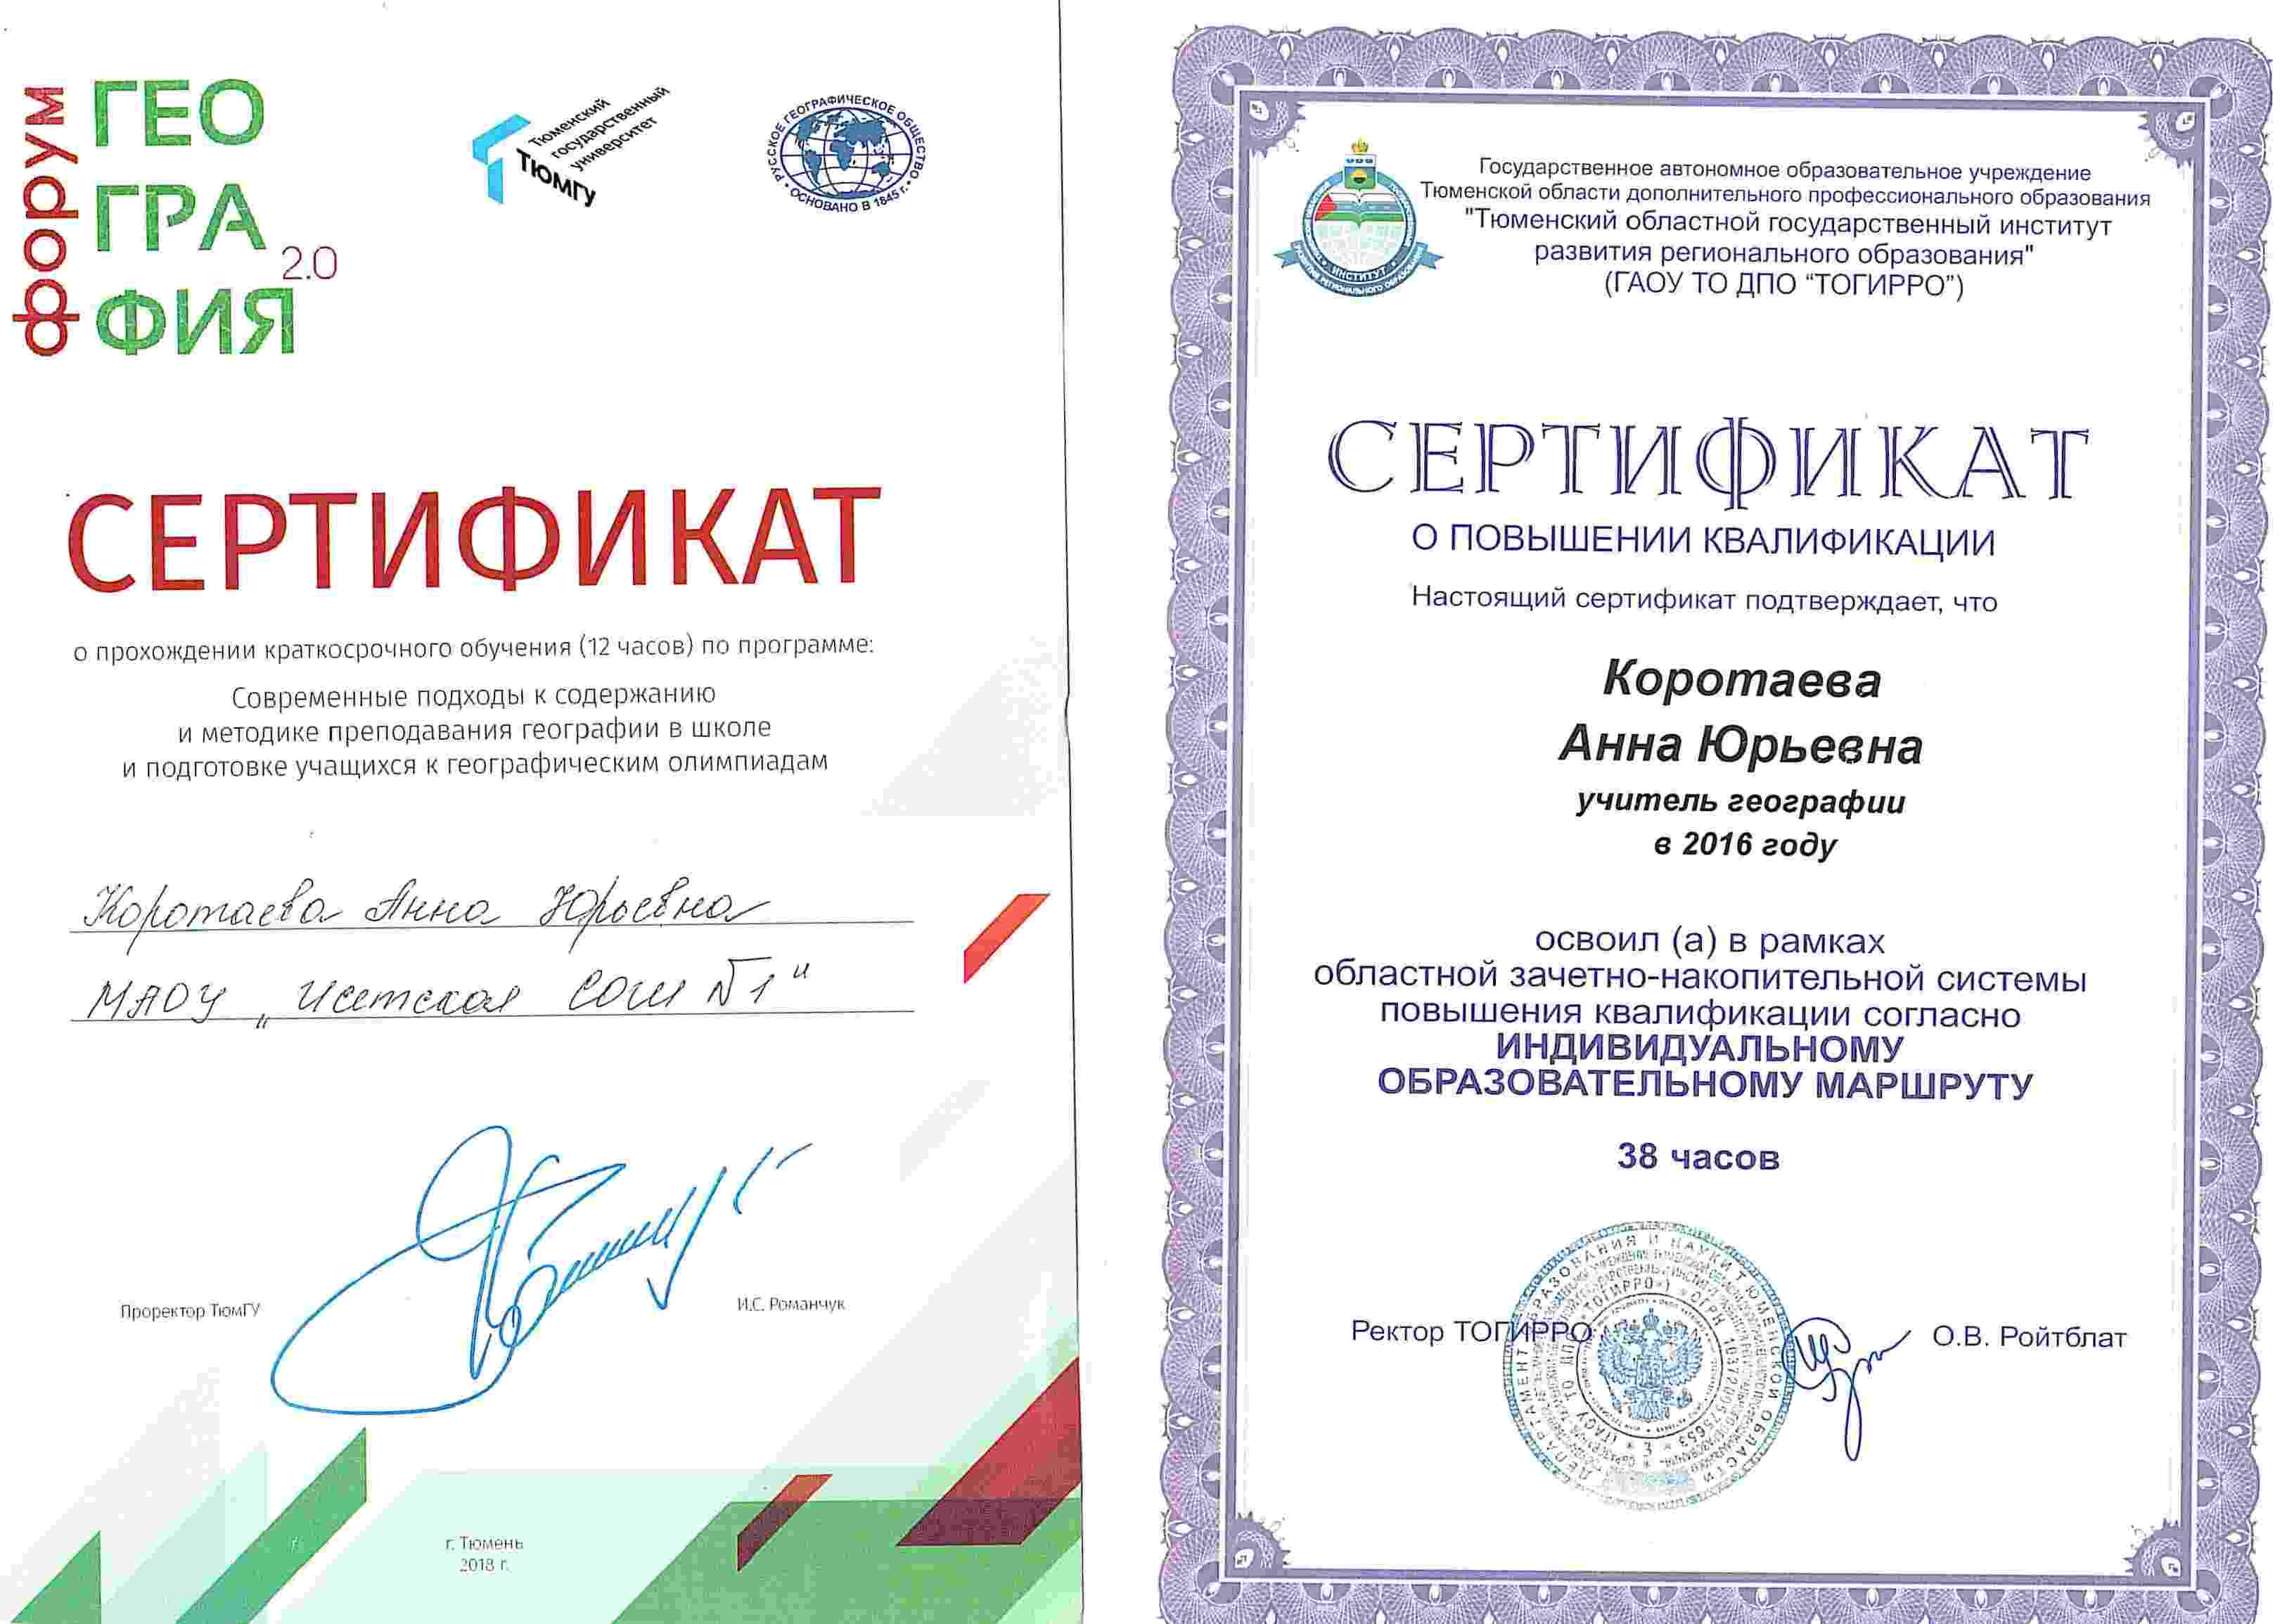 форум
ГЕО
ГРА
ФИЯ
2.0
Тюменский
государственный
университет
ТЮМГУ
РУССКОЕ ГЕОГРАФИЧЕСКОЕ ОБЩЕСТВО
• ОСНОВАНО В 1845 г. •
СЕРТИФИКАТ
о прохождении краткосрочного обучения (12 часов) по программе:
Современные подходы к содержанию
и методике преподавания географии в школе
и подготовке учащихся к географическим олимпиадам
Коротаева Анна Юрьевна
МАОУ „Исетская СОШ №1"
Проректор ТюмГУ
И.С. Романчук
г. Тюмень
2018 г.
Государственное автономное образовательное учреждение
Тюменской области дополнительного профессионального образования
"Тюменский областной государственный институт
развития регионального образования"
(ГАОУ ТО ДПО “ТОГИРРО”)
ИНСТИТУТ
РАЗВИТИЯ РЕГИОНАЛЬНОГО ОБРАЗОВАНИЯ
СЕРТИФИКАТ
О ПОВЫШЕНИИ КВАЛИФИКАЦИИ
Настоящий сертификат подтверждает, что
Коротаева
Анна Юрьевна
учитель географии
в 2016 году
освоил (а) в рамках
областной зачетно-накопительной системы
повышения квалификации согласно
ИНДИВИДУАЛЬНОМУ
ОБРАЗОВАТЕЛЬНОМУ МАРШРУТУ
38 часов
Ректор ТОГИРРО
О.В. Ройтблат
ДЕПАРТАМЕНТ ОБРАЗОВАНИЯ И НАУКИ ТЮМЕНСКОЙ ОБЛАСТИ
(ГАОУ ТО ДПО «ТОГИРРО») * ОГРН 1037200675653